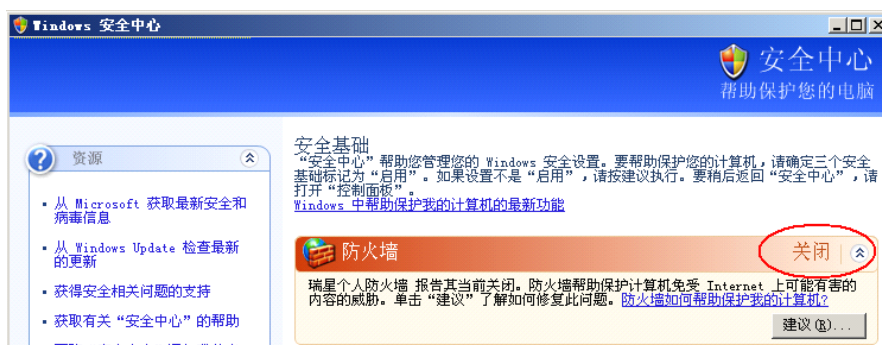 Windows 安全中心
安全中心
帮助保护您的电脑
资源
从 Microsoft 获取最新安全和
病毒信息
从 Windows Update 检查最新
的更新
获得安全相关问题的支持
获取有关“安全中心”的帮助
安全基础
“安全中心”帮助您管理您的 Windows 安全设置。要帮助保护您的计算机，请确定三个安全
基础标记为“启用”。如果设置不是“启用”，请按建议执行。要稍后返回“安全中心”，请
打开“控制面板”。
Windows 中帮助保护我的计算机的最新功能
防火墙 关闭
瑞星个人防火墙 报告其当前关闭。防火墙帮助保护计算机免受 Internet 上可能有害的
内容的威胁。单击“建议”了解如何修复此问题。防火墙如何帮助保护我的计算机?
建议(R)...